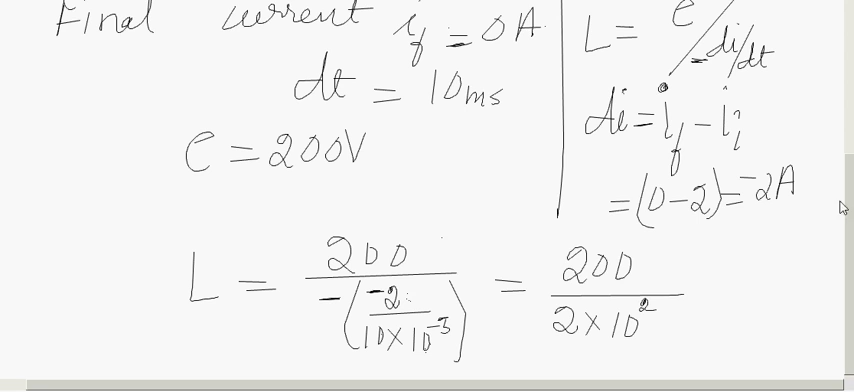 Final current i_f = 0A
dt = 10ms
e = 200V
L = e / -di/dt
di = i_f - i_i
= (0-2) = -2A
L = 200 / -(-2 / 10×10^-3) = 200 / 2×10^2